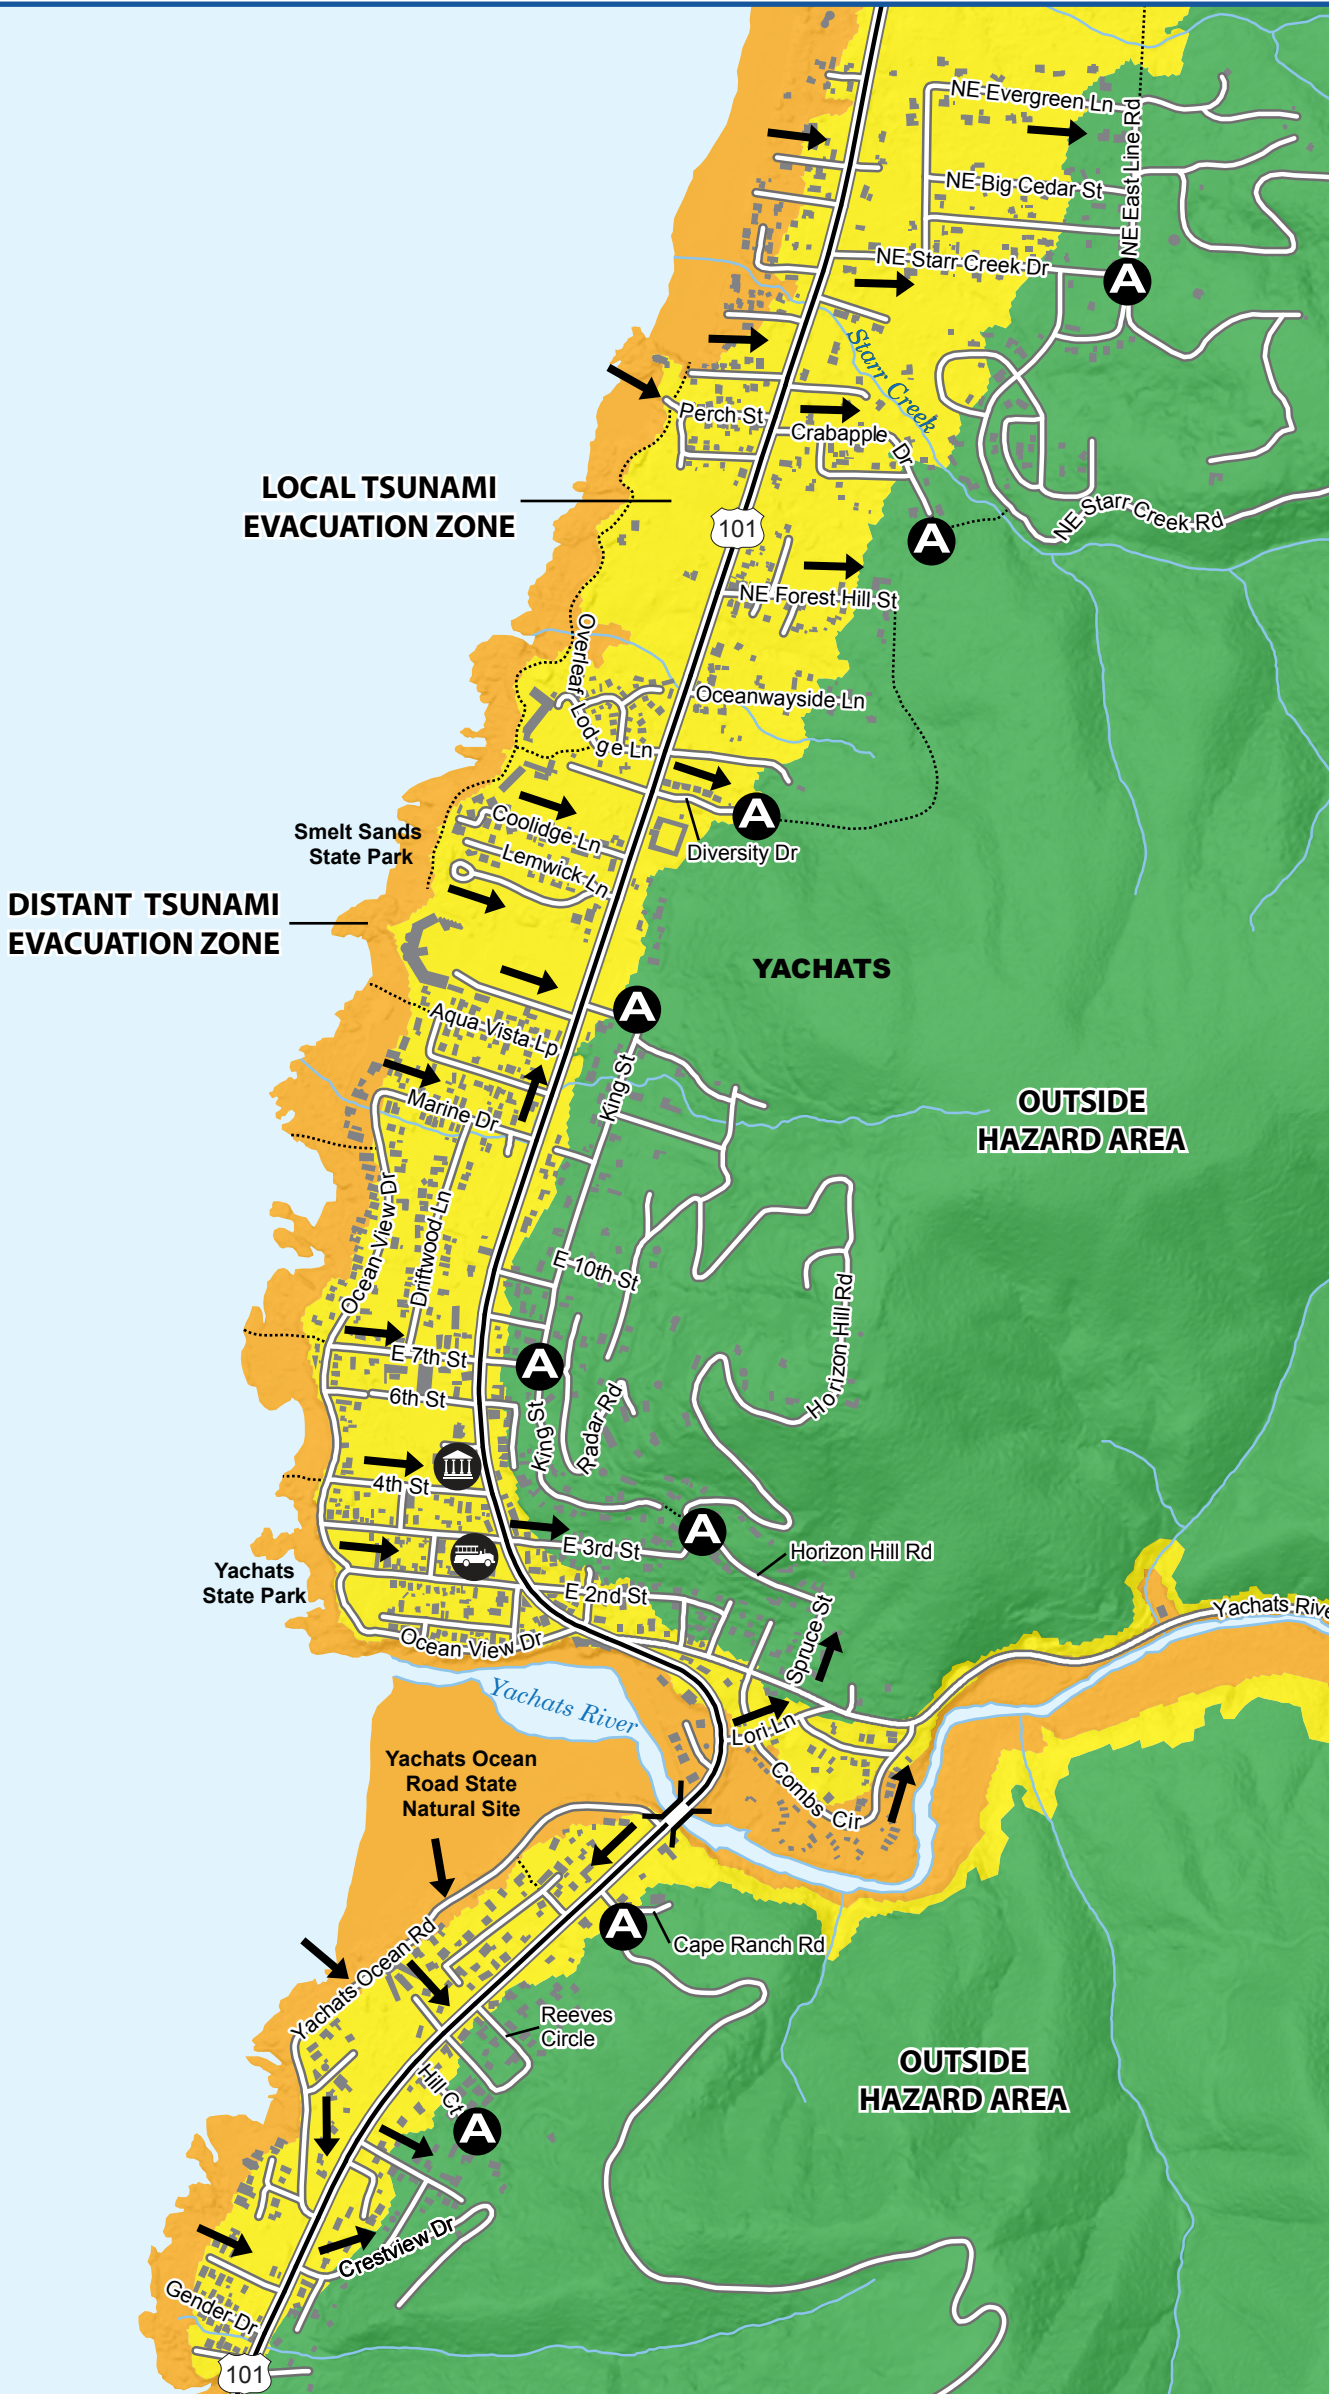 NE Evergreen Ln
NE East Line Rd
NE Big Cedar St
NE Starr Creek Dr
A
Starr Creek
Perch St
Crabapple Dr
LOCAL TSUNAMI
EVACUATION ZONE
101
A
NE Starr Creek Rd
NE Forest Hill St
Overleaf Lodge Ln
Oceanwayside Ln
A
Coolidge Ln
Smelt Sands
State Park
Lemwick Ln
Diversity Dr
DISTANT TSUNAMI
EVACUATION ZONE
YACHATS
A
Aqua Vista Lp
King St
Marine Dr
OUTSIDE
HAZARD AREA
Ocean View Dr
Driftwood Ln
E 10th St
Horizon Hill Rd
E 7th St
A
6th St
King St
Radar Rd
4th St
A
E 3rd St
Horizon Hill Rd
Yachats
State Park
E 2nd St
Spruce St
Yachats Rive
Ocean View Dr
Yachats River
Lori Ln
Yachats Ocean
Road State
Natural Site
Combs Cir
A
Cape Ranch Rd
Yachats Ocean Rd
Reeves
Circle
Hill Ct
OUTSIDE
HAZARD AREA
A
Crestview Dr
Gender Dr
101